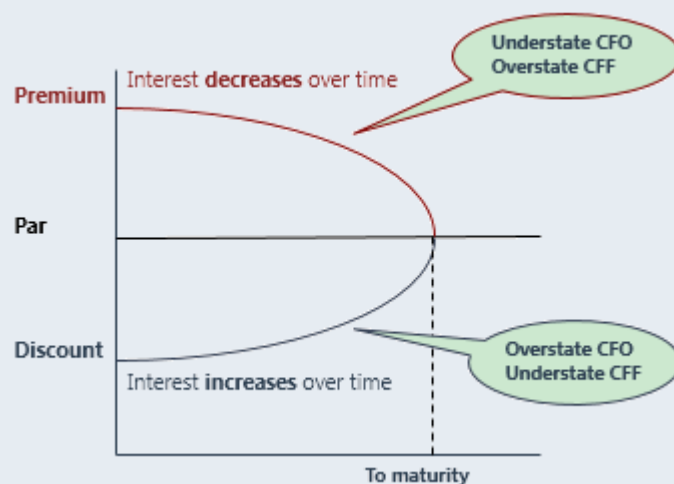 Understate CFO
Overstate CFF
Interest decreases over time
Premium
Par
Discount
Overstate CFO
Understate CFF
Interest increases over time
To maturity